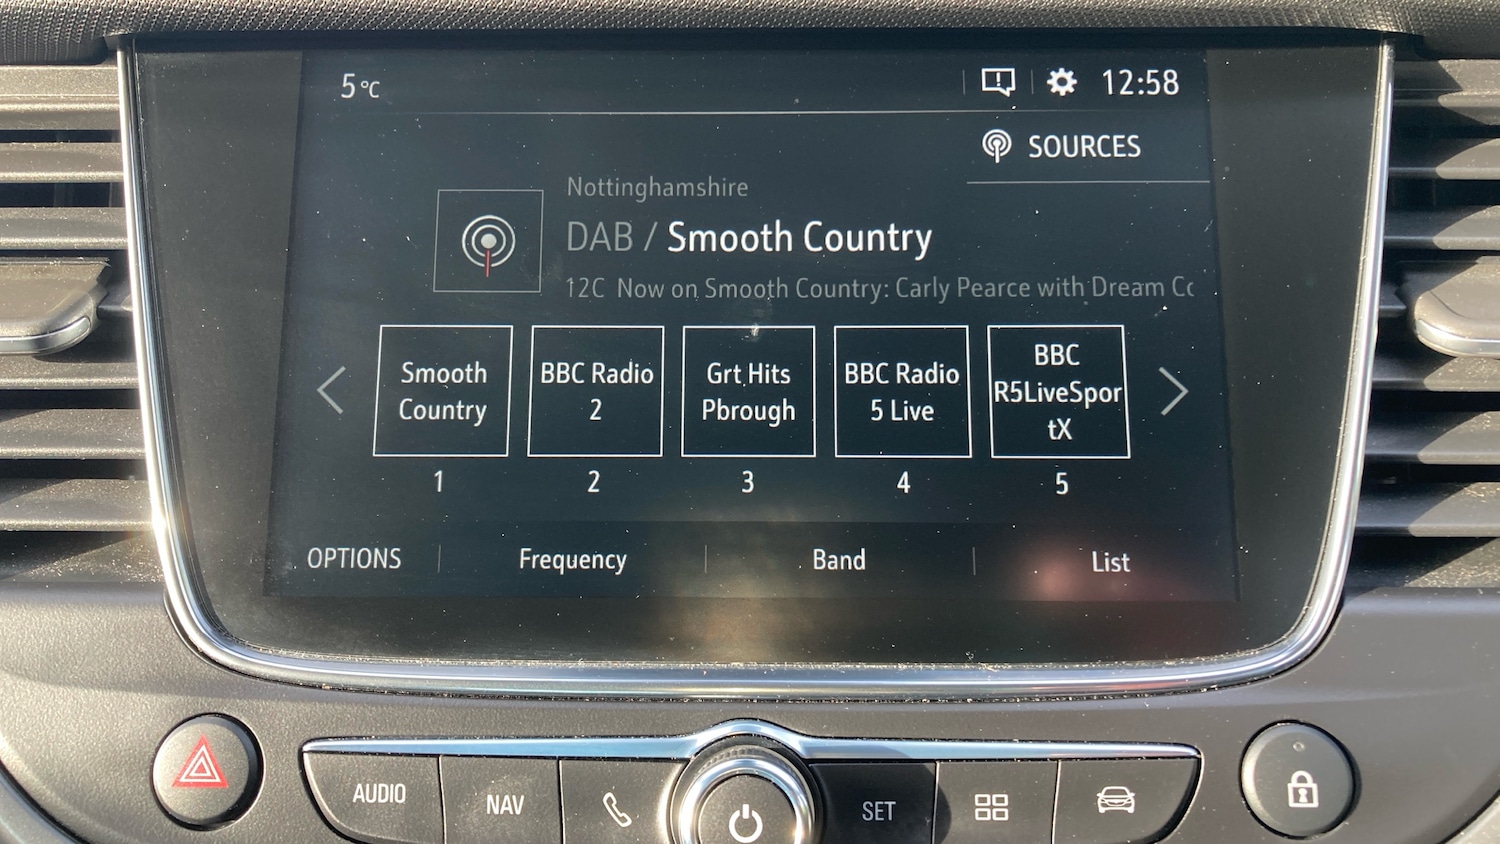 5°C
12:58
SOURCES
Nottinghamshire
DAB / Smooth Country
12C Now on Smooth Country: Carly Pearce with Dream Cc
Smooth
Country
BBC Radio
2
Grt Hits
Pbrough
BBC Radio
5 Live
BBC
R5LiveSpor
tX
1
2
3
4
5
OPTIONS
Frequency
Band
List
AUDIO
NAV
SET